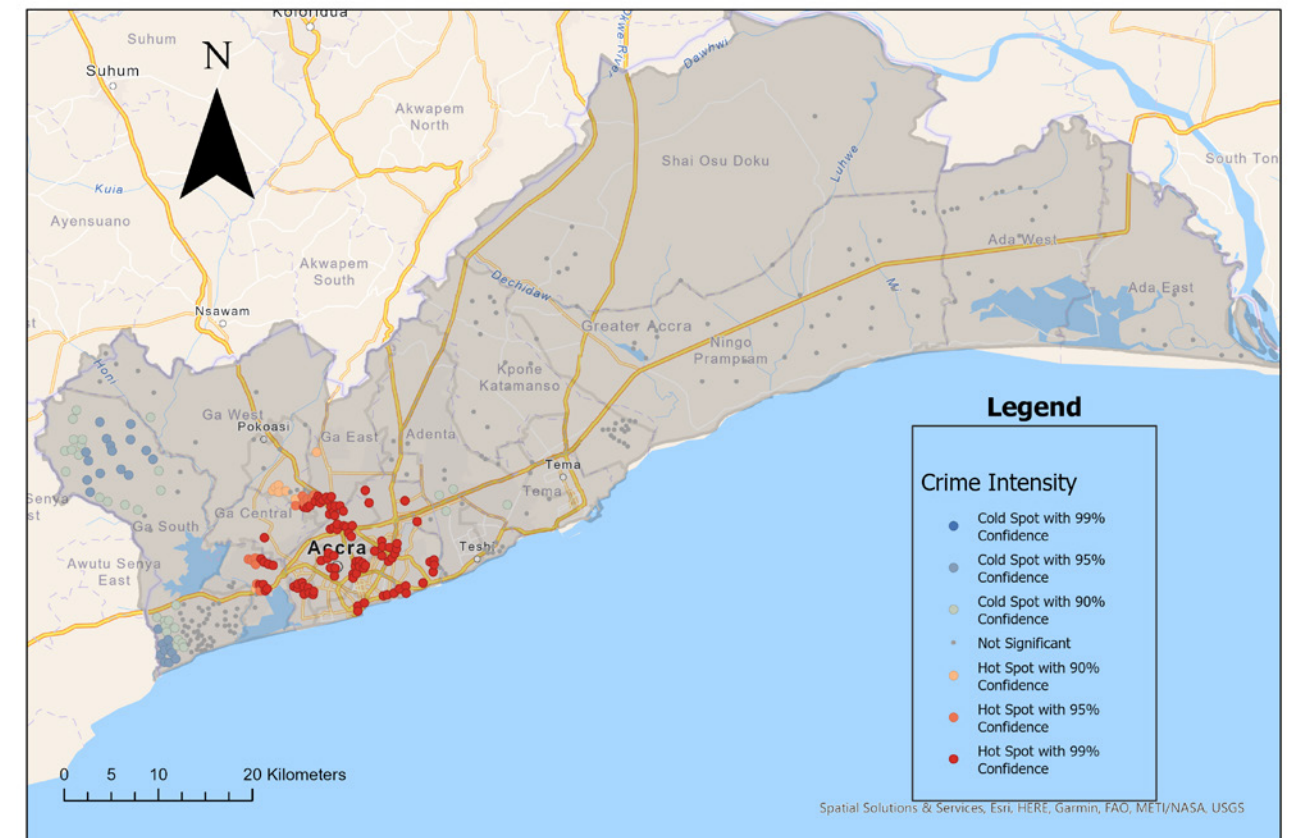 Koforidua
Suhum
Suhum
N
Okwe River
Dawhwi
Akwapem
North
Shai Osu Doku
Luhwe
South Ton
Kuia
Ayensuano
Akwapem
South
Ada West
Dechidaw
Ada East
Nsawam
Greater Accra
Ningo
Prampram
Honi
Kpone
Katamanso
Ga West
Pokoasi
Ga East
Adenta
Tema
Tema
Senya
st
Ga Central
Ga South
Accra
Tesh
Awutu Senya
East
Legend
Crime Intensity
Cold Spot with 99%
Confidence
Cold Spot with 95%
Confidence
Cold Spot with 90%
Confidence
Not Significant
Hot Spot with 90%
Confidence
Hot Spot with 95%
Confidence
Hot Spot with 99%
Confidence
0 5 10 20 Kilometers
Spatial Solutions & Services, Esri, HERE, Garmin, FAO, METI/NASA, USGS